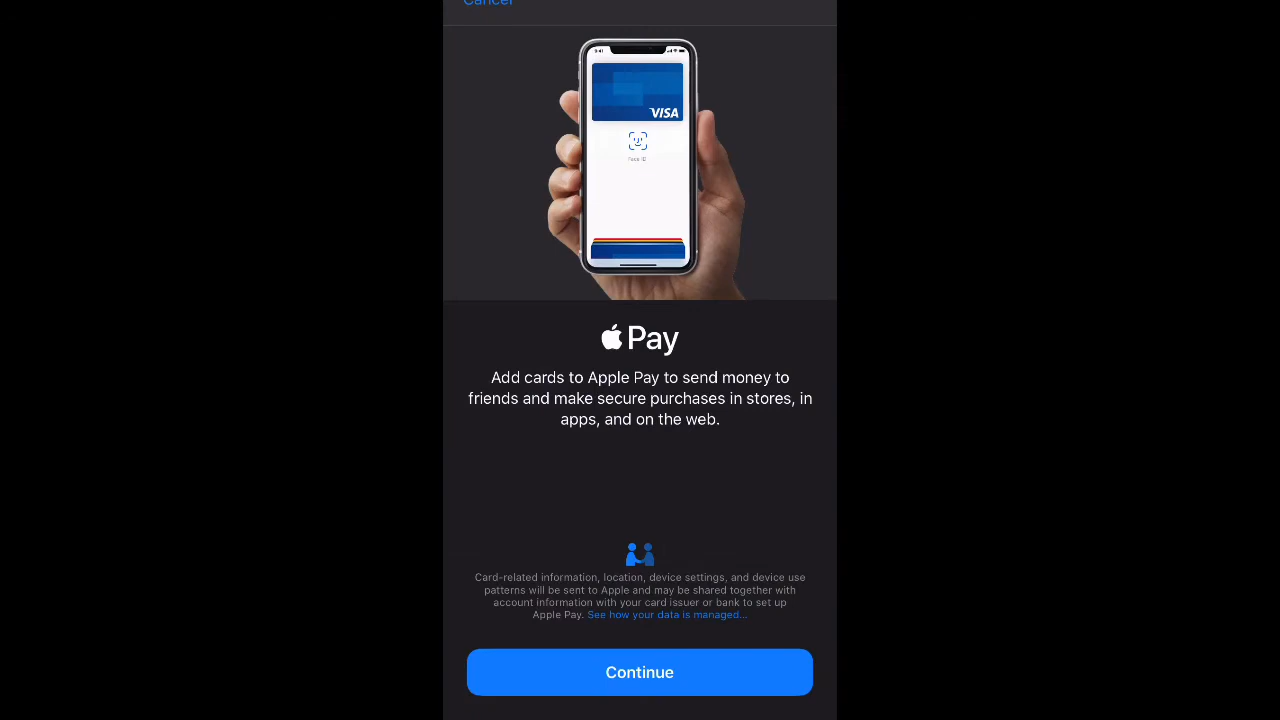 Cancel
9:41
VISA
Face ID
Pay
Add cards to Apple Pay to send money to
friends and make secure purchases in stores, in
apps, and on the web.
Card-related information, location, device settings, and device use
patterns will be sent to Apple and may be shared together with
account information with your card issuer or bank to set up
Apple Pay. See how your data is managed...
Continue